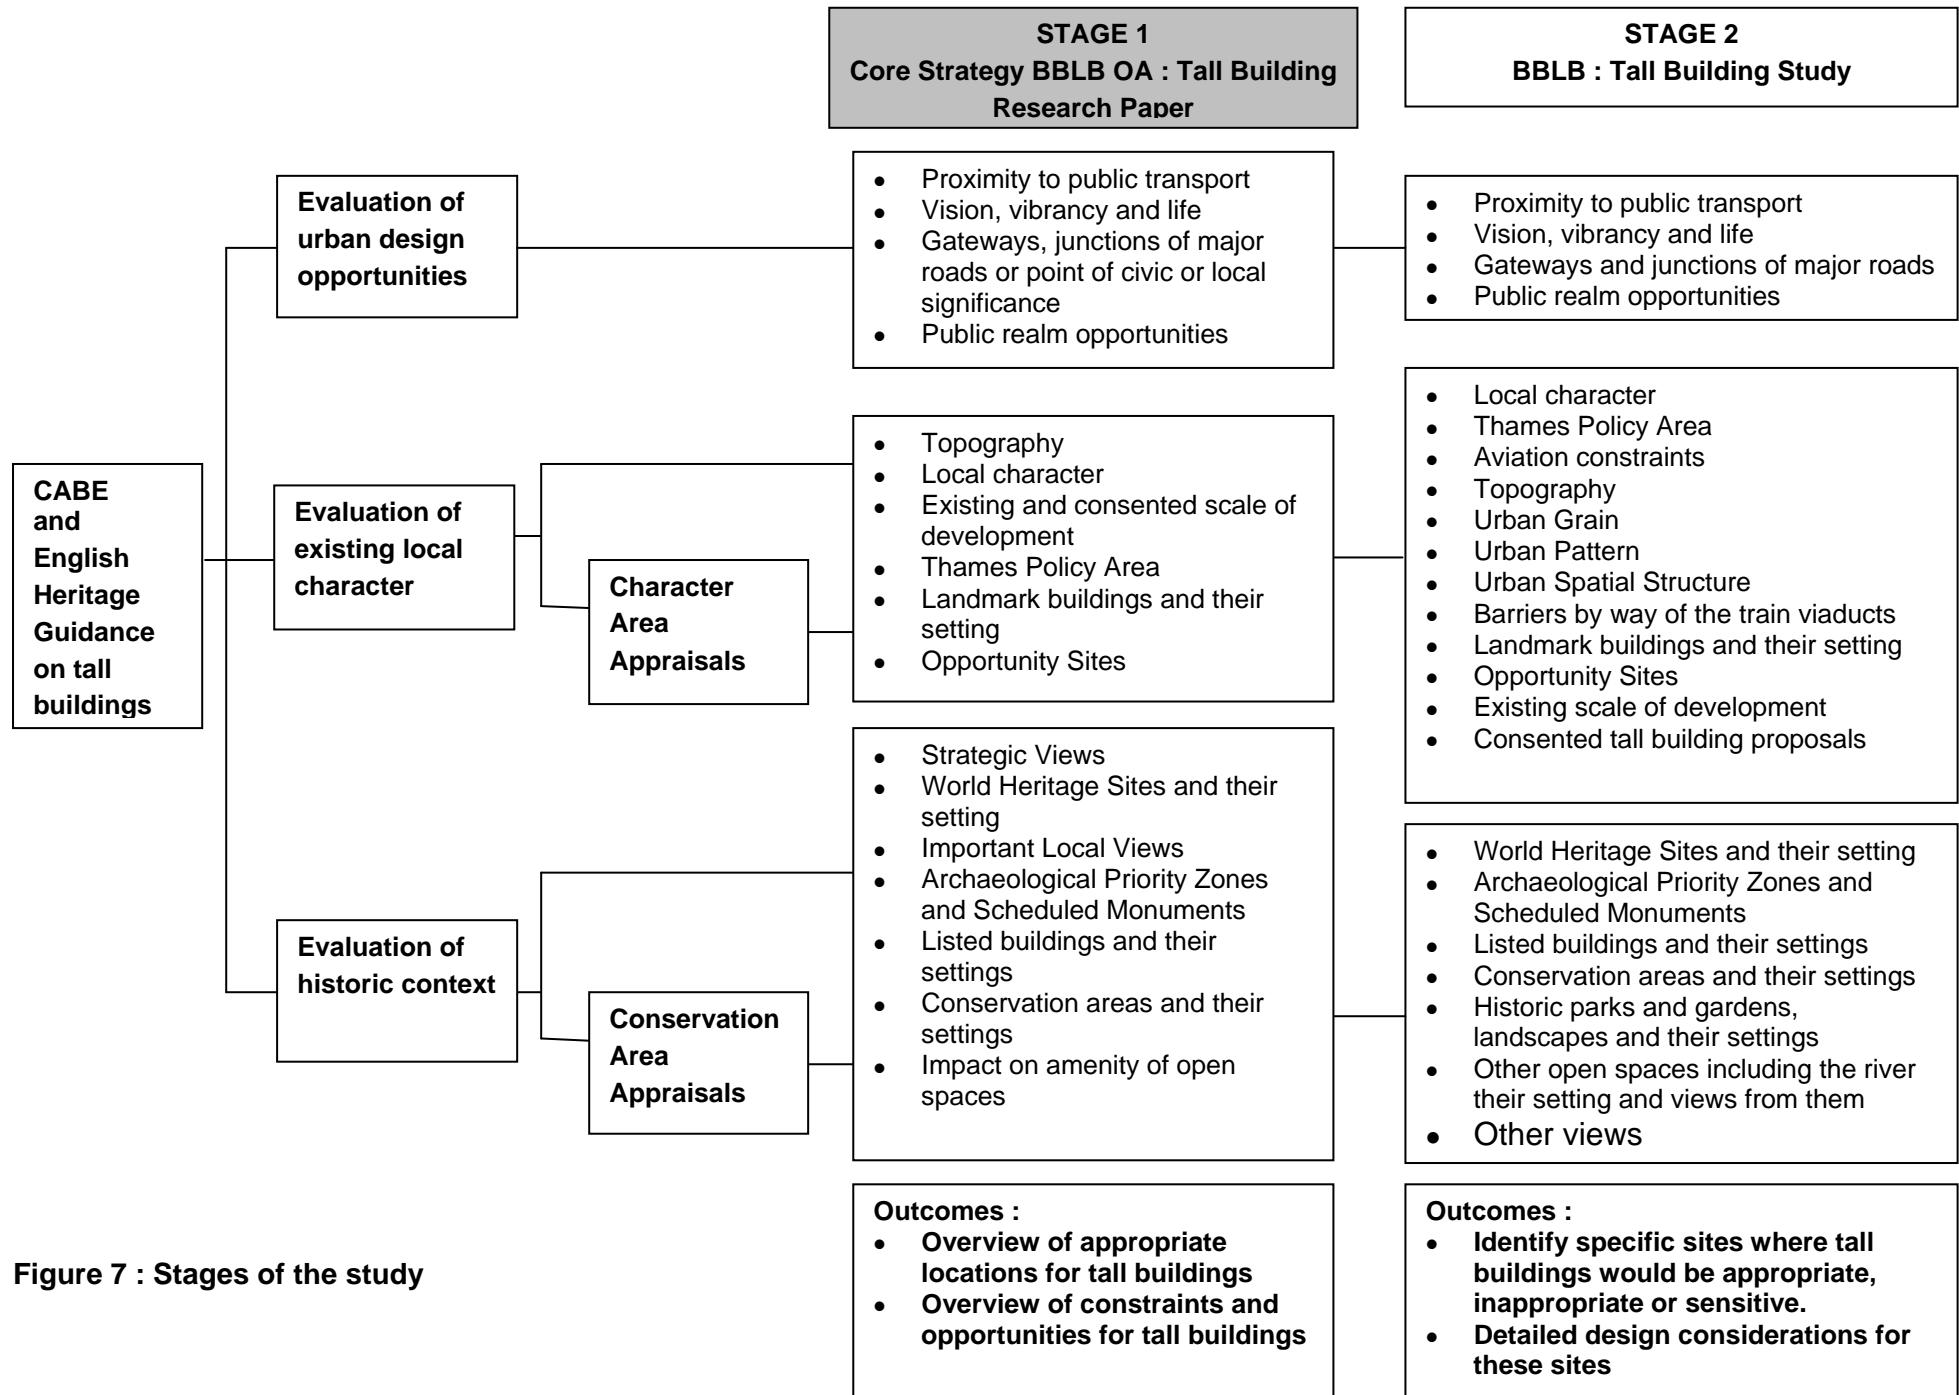 STAGE 1
Core Strategy BBLB OA : Tall Building
Research Paper
STAGE 2
BBLB : Tall Building Study
CABE
and
English
Heritage
Guidance
on tall
buildings
Evaluation of
urban design
opportunities
• Proximity to public transport
• Vision, vibrancy and life
• Gateways, junctions of major
roads or point of civic or local
significance
• Public realm opportunities
• Proximity to public transport
• Vision, vibrancy and life
• Gateways and junctions of major roads
• Public realm opportunities
Evaluation of
existing local
character
Character
Area
Appraisals
• Topography
• Local character
• Existing and consented scale of
development
• Thames Policy Area
• Landmark buildings and their
setting
• Opportunity Sites
• Local character
• Thames Policy Area
• Aviation constraints
• Topography
• Urban Grain
• Urban Pattern
• Urban Spatial Structure
• Barriers by way of the train viaducts
• Landmark buildings and their setting
• Opportunity Sites
• Existing scale of development
• Consented tall building proposals
Evaluation of
historic context
Conservation
Area
Appraisals
• Strategic Views
• World Heritage Sites and their
setting
• Important Local Views
• Archaeological Priority Zones
and Scheduled Monuments
• Listed buildings and their
settings
• Conservation areas and their
settings
• Impact on amenity of open
spaces
• World Heritage Sites and their setting
• Archaeological Priority Zones and
Scheduled Monuments
• Listed buildings and their settings
• Conservation areas and their settings
• Historic parks and gardens,
landscapes and their settings
• Other open spaces including the river
their setting and views from them
• Other views
Outcomes :
• Overview of appropriate
locations for tall buildings
• Overview of constraints and
opportunities for tall buildings
Outcomes :
• Identify specific sites where tall
buildings would be appropriate,
inappropriate or sensitive.
• Detailed design considerations for
these sites
Figure 7 : Stages of the study